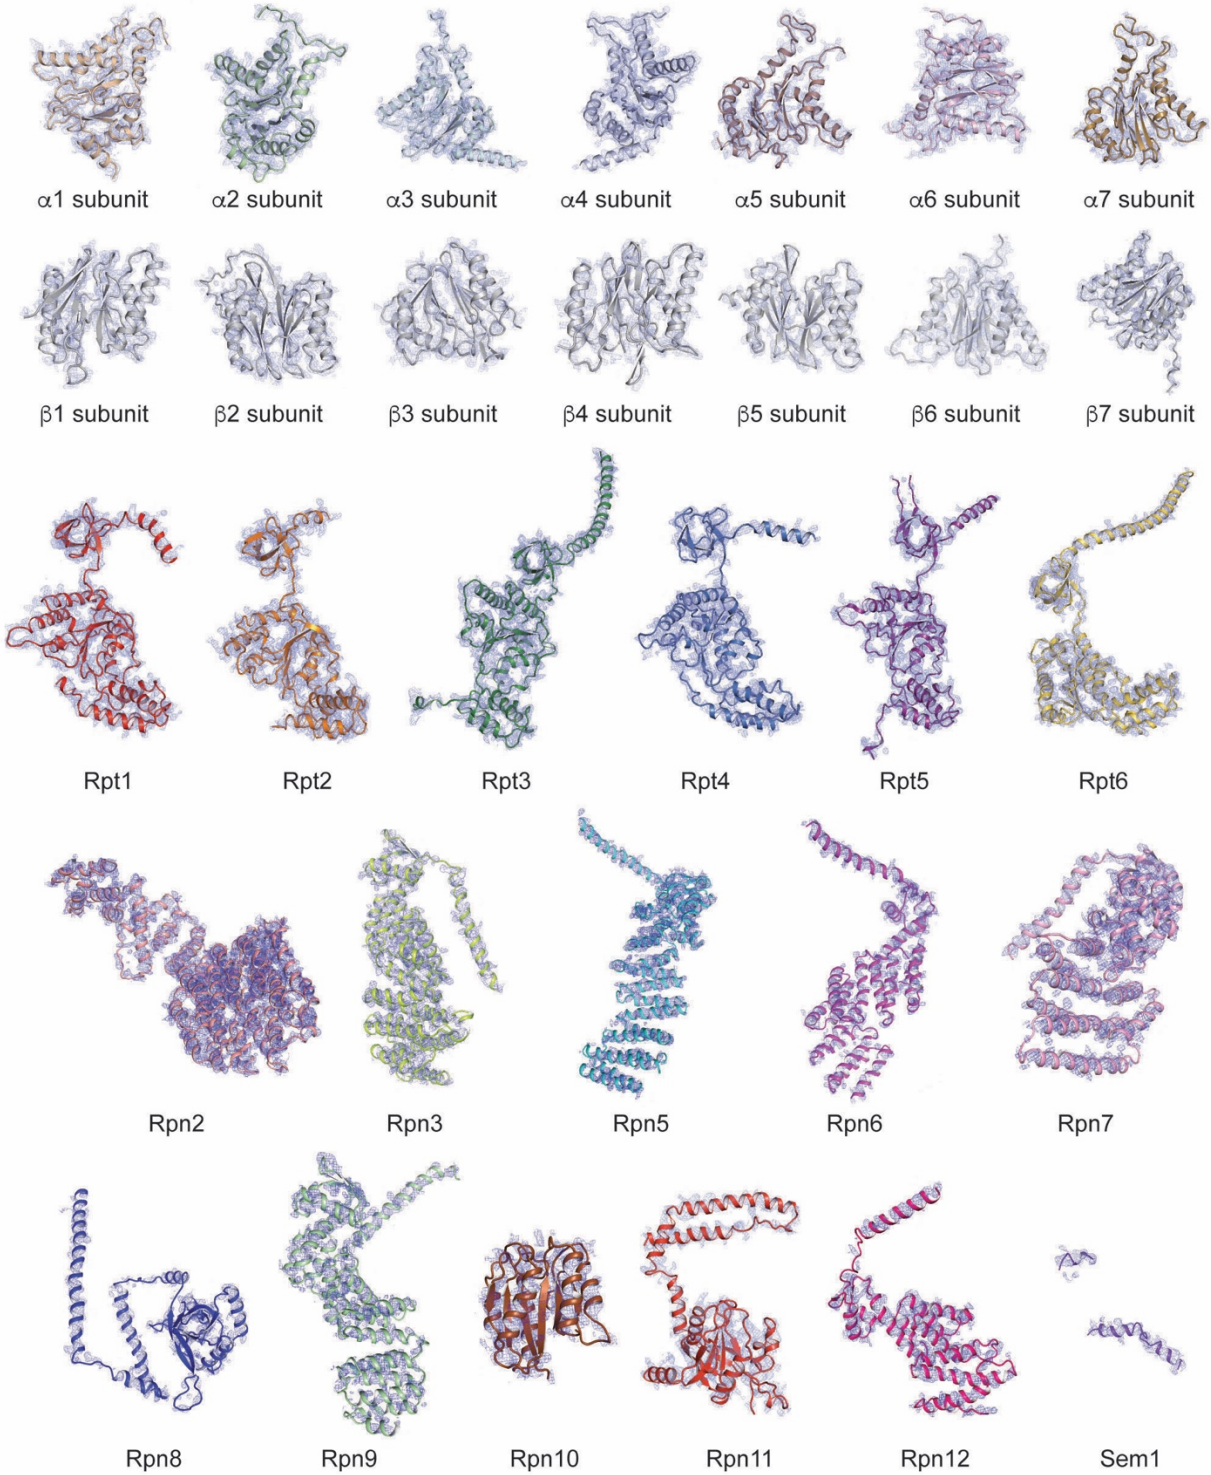 α1 subunit α2 subunit α3 subunit α4 subunit α5 subunit α6 subunit α7 subunit
β1 subunit β2 subunit β3 subunit β4 subunit β5 subunit β6 subunit β7 subunit
Rpt1 Rpt2 Rpt3 Rpt4 Rpt5 Rpt6
Rpn2 Rpn3 Rpn5 Rpn6 Rpn7
Rpn8 Rpn9 Rpn10 Rpn11 Rpn12 Sem1